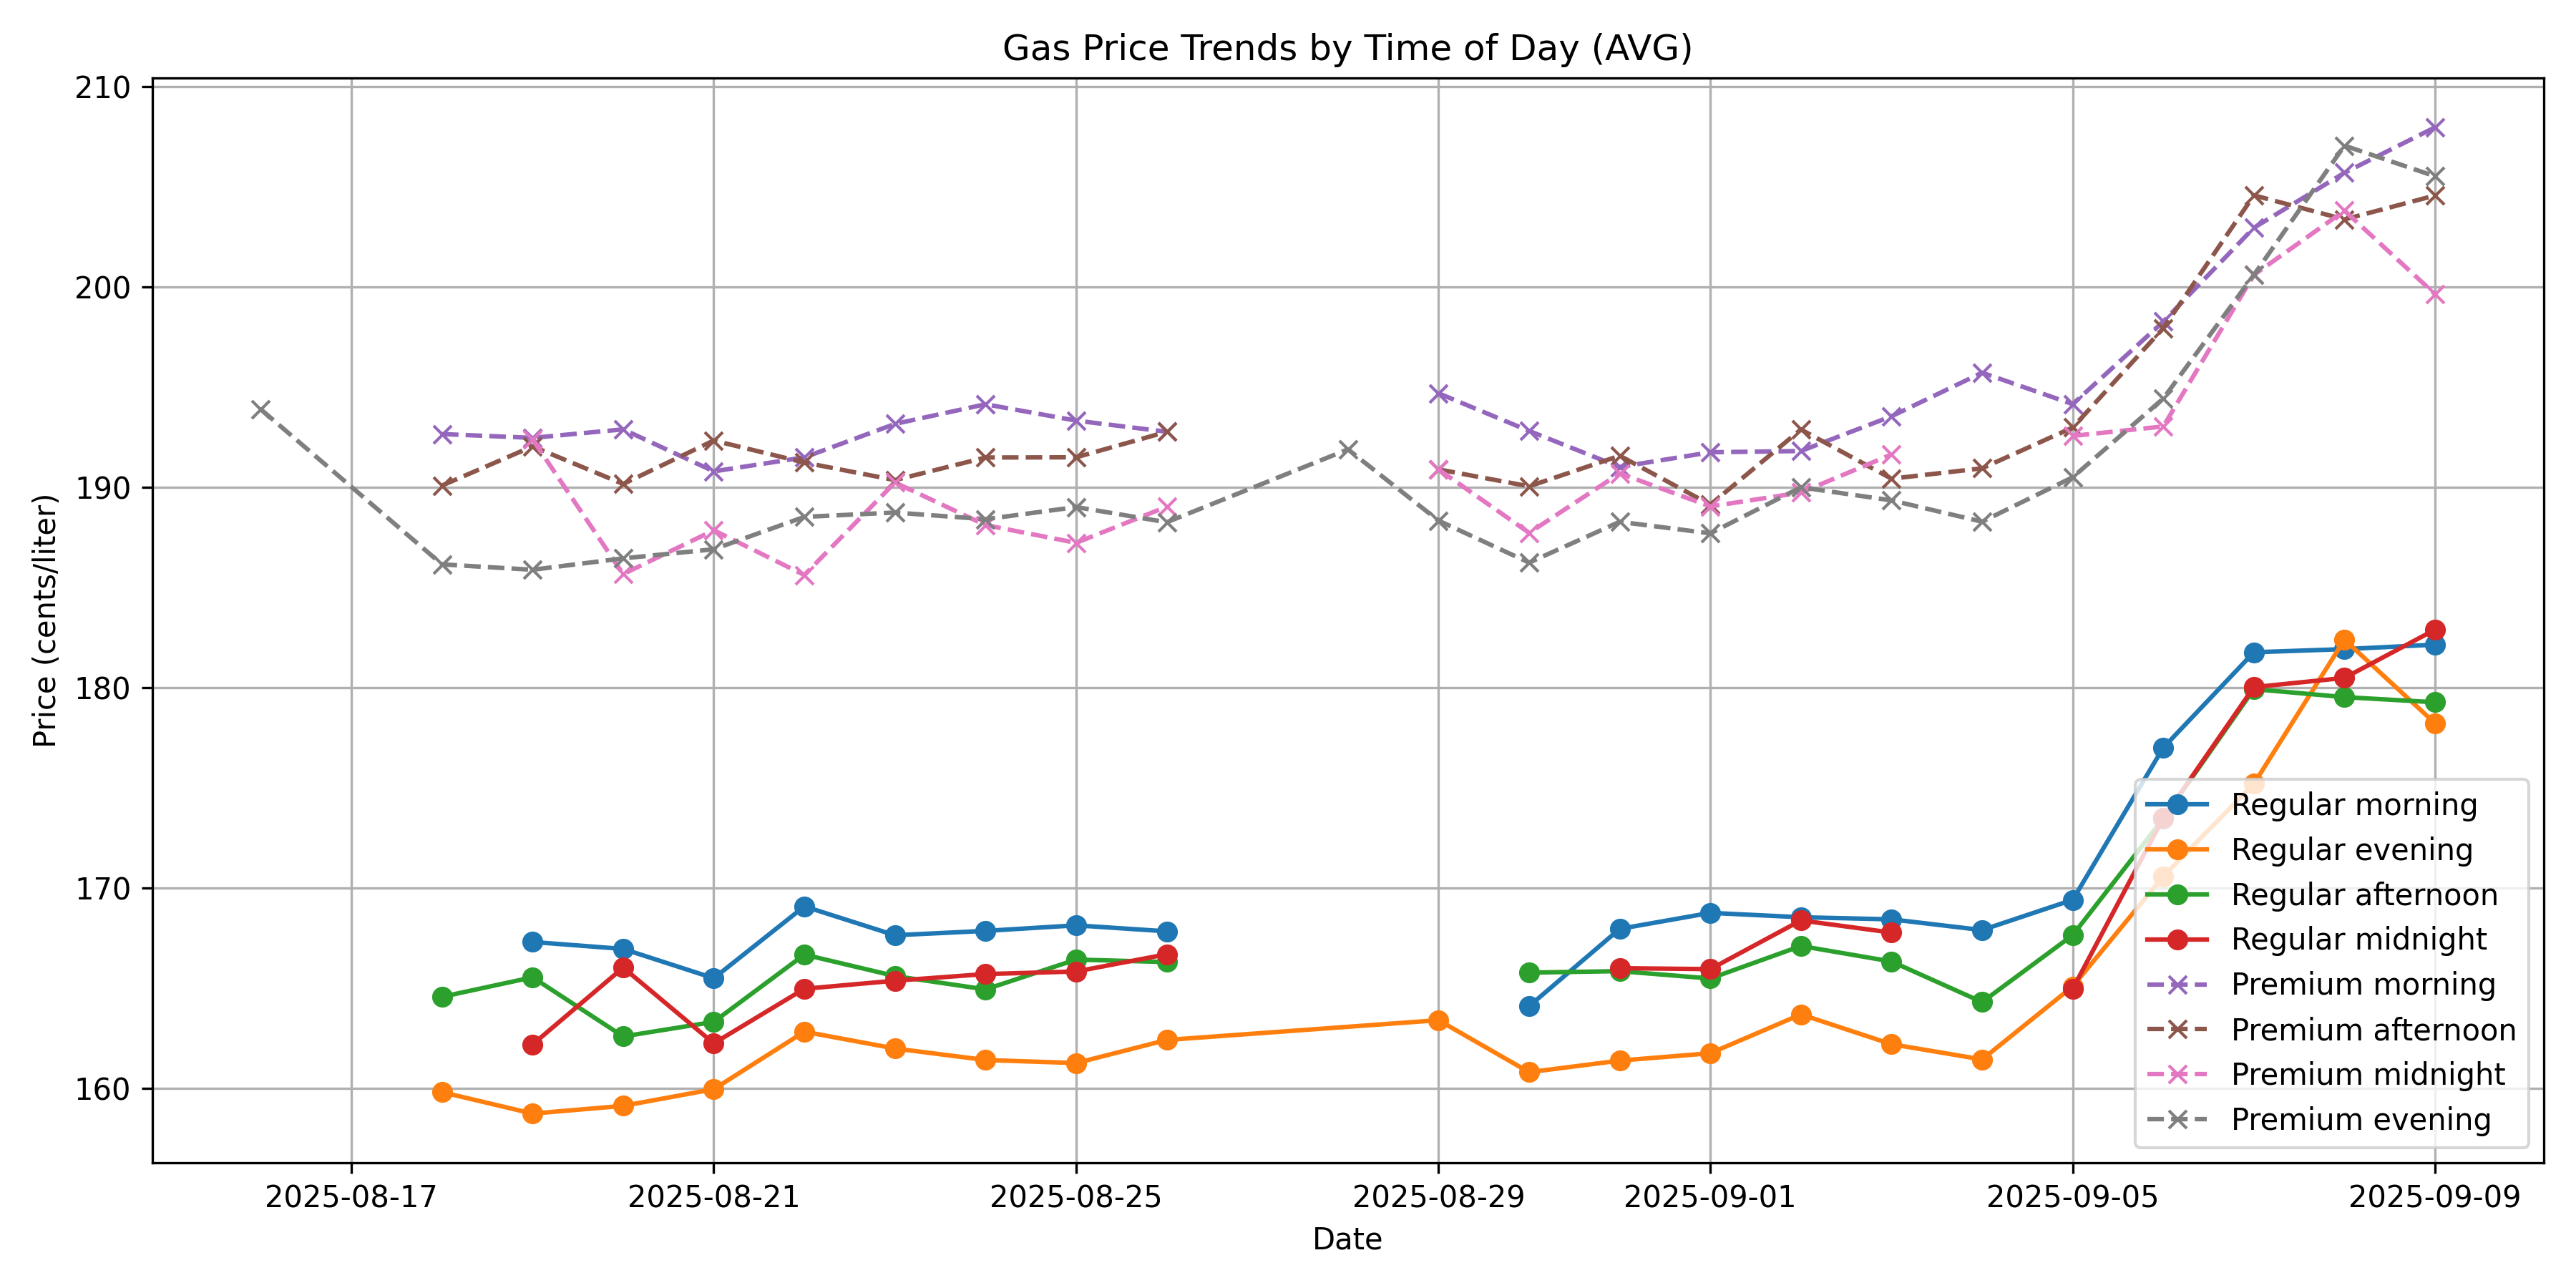 Gas Price Trends by Time of Day (AVG)
210
200
190
180
170
160
Price (cents/liter)
2025-08-17
2025-08-21
2025-08-25
2025-08-29
2025-09-01
2025-09-05
2025-09-09
Date
Regular morning
Regular evening
Regular afternoon
Regular midnight
Premium morning
Premium afternoon
Premium midnight
Premium evening